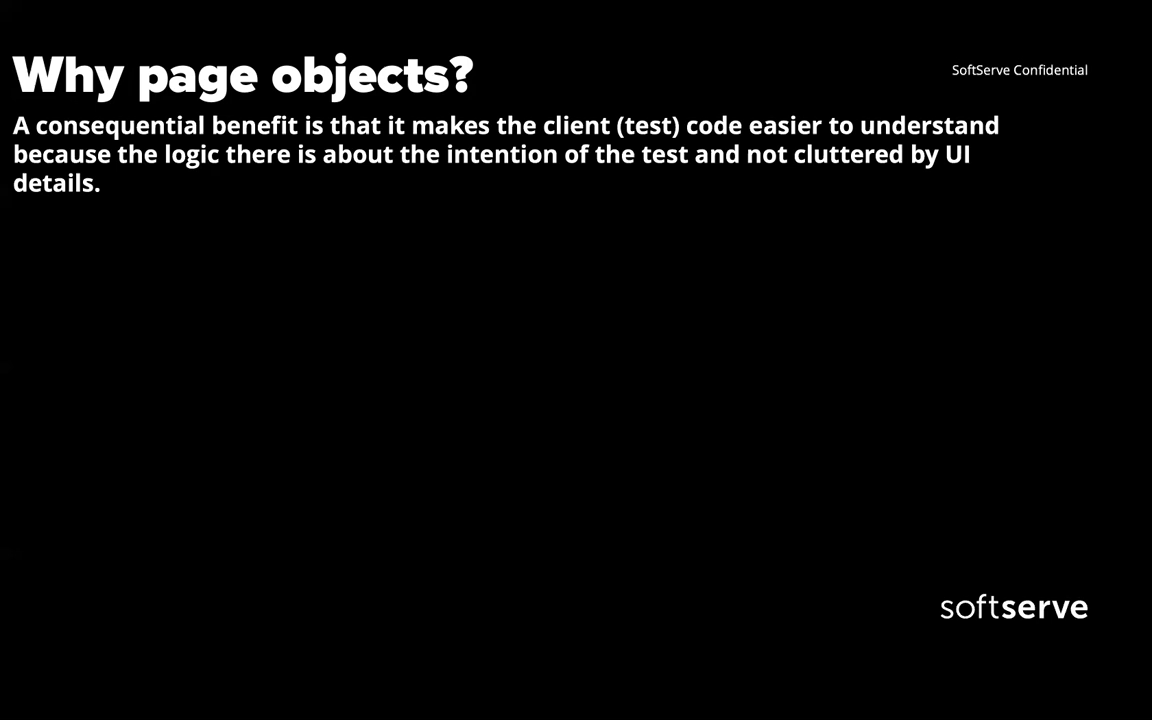 Why page objects?
SoftServe Confidential
A consequential benefit is that it makes the client (test) code easier to understand
because the logic there is about the intention of the test and not cluttered by UI
details.
softserve